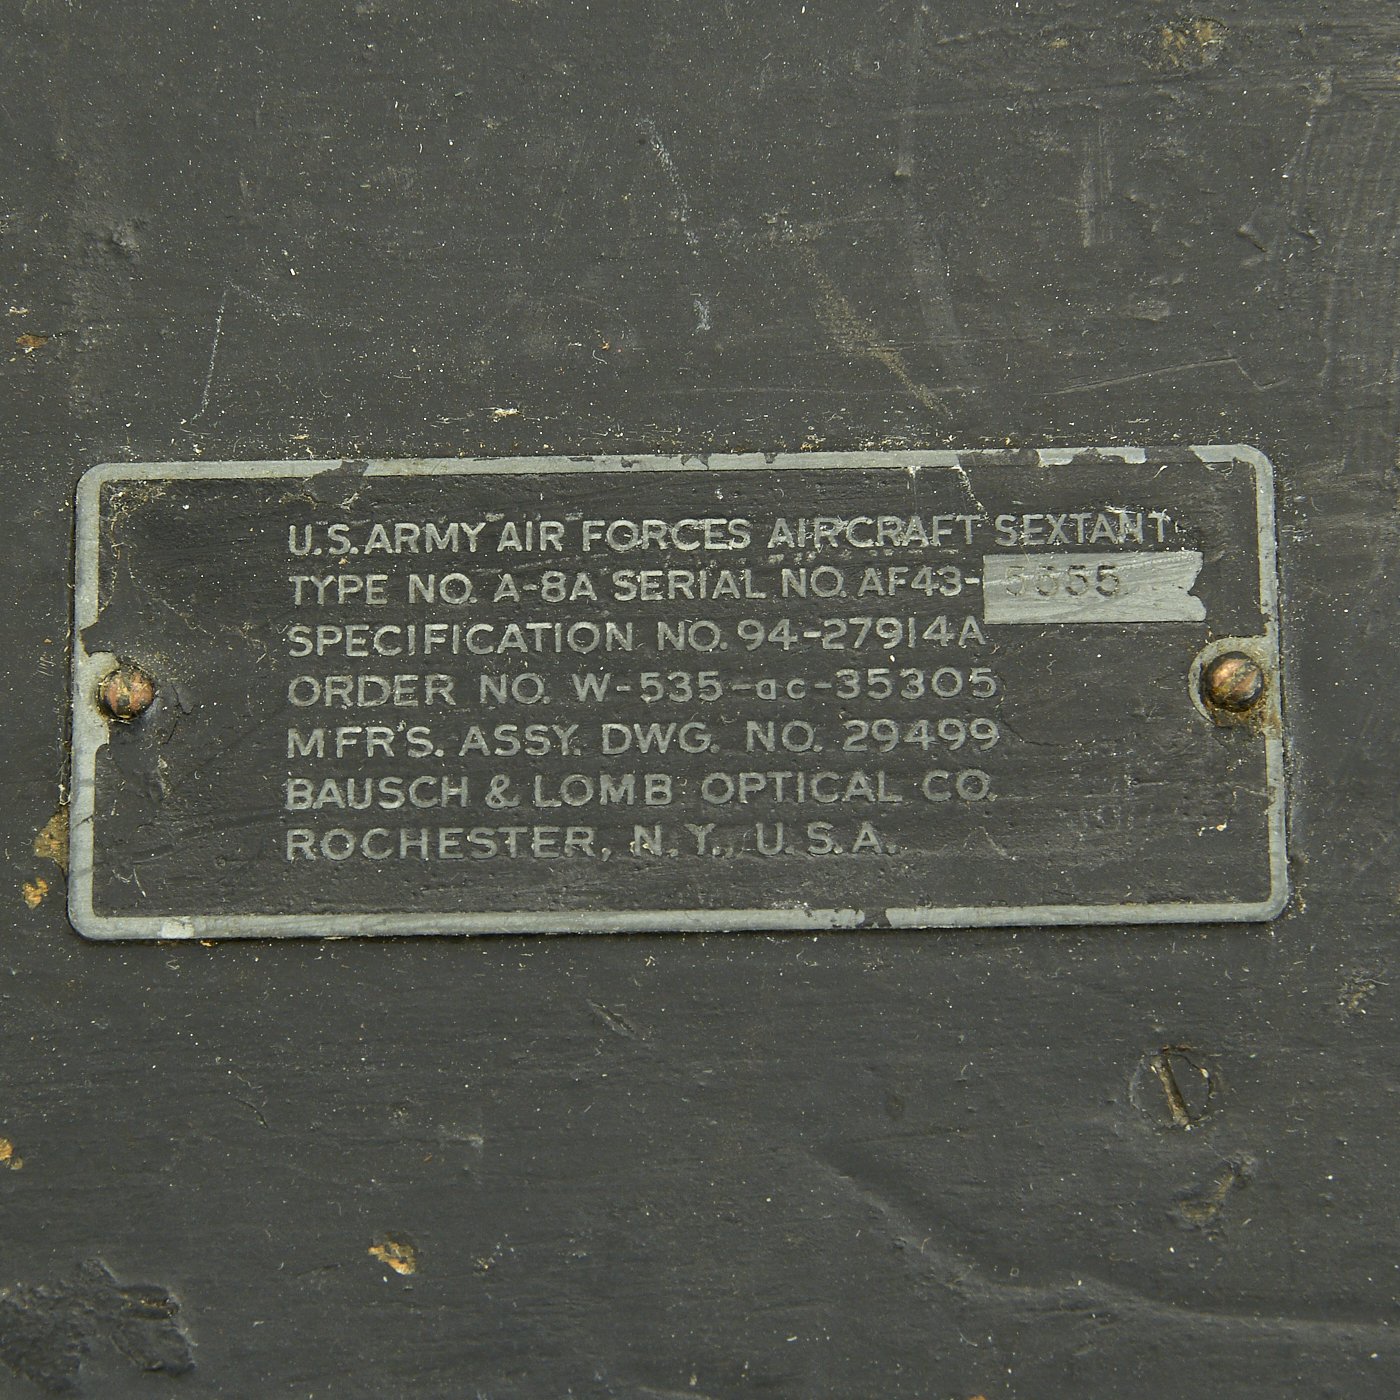 U.S. ARMY AIR FORCES AIRCRAFT SEXTANT
TYPE NO. A-8A SERIAL NO. AF43-
SPECIFICATION NO. 94-27914A
ORDER NO. W-535-ac-35305
MFR'S. ASSY. DWG. NO. 29499
BAUSCH & LOMB OPTICAL CO.
ROCHESTER, N.Y., U.S.A.